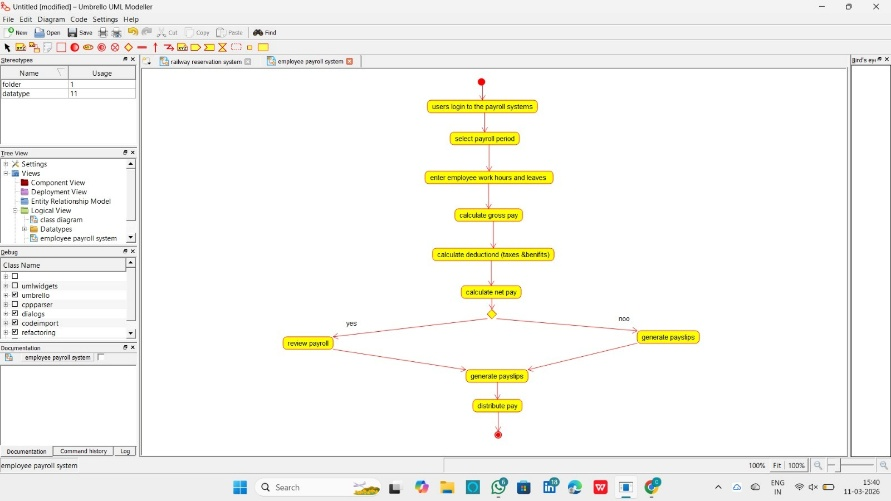 Untitled [modified] – Umbrello UML Modeller
File Edit Diagram Code Settings Help
New Open Save Cut Copy Paste Find
Stereotypes
Name Usage
folder 1
datatype 11
Tree View
Settings
Views
Component View
Deployment View
Entity Relationship Model
Logical View
class diagram
Datatypes
employee payroll system
Debug
Class Name
umlwidgets
umbrello
cppparser
dialogs
codeimport
refactoring
Documentation
employee payroll system
Documentation Command history Log
employee payroll system
railway reservation system employee payroll system
Bird's eye
users login to the payroll systems
select payroll period
enter employee work hours and leaves
calculate gross pay
calculate deductiond (taxes &benifits)
calculate net pay
yes
noo
review payroll
generate payslips
generate payslips
distribute pay
100% Fit 100%
Search
6
18
ENG
IN
15:40
11-03-2026